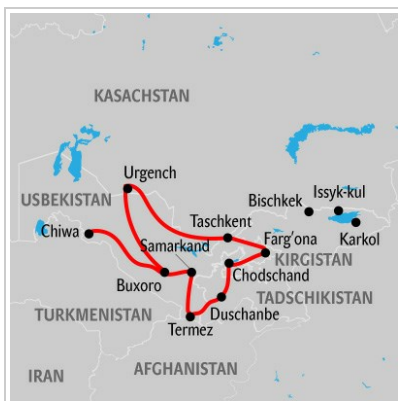 KASACHSTAN
Urgench
Issyk-kul
Bischkek
USBEKISTAN
Taschkent
Chiwa
Farg'ona
Karkol
Samarkand
KIRGISTAN
Chodschand
Buxoro
TADSCHIKISTAN
Duschanbe
TURKMENISTAN
Termez
AFGHANISTAN
IRAN